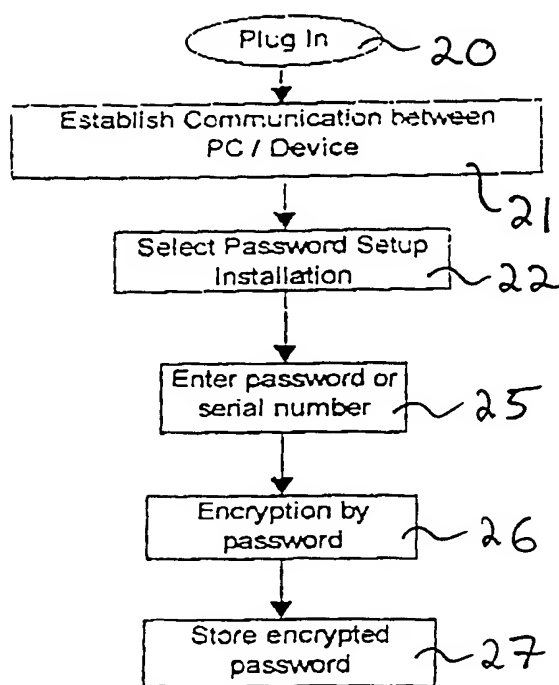 Plug In
20
Establish Communication between
PC / Device
21
Select Password Setup
Installation
22
Enter password or
serial number
25
Encryption by
password
26
Store encrypted
password
27